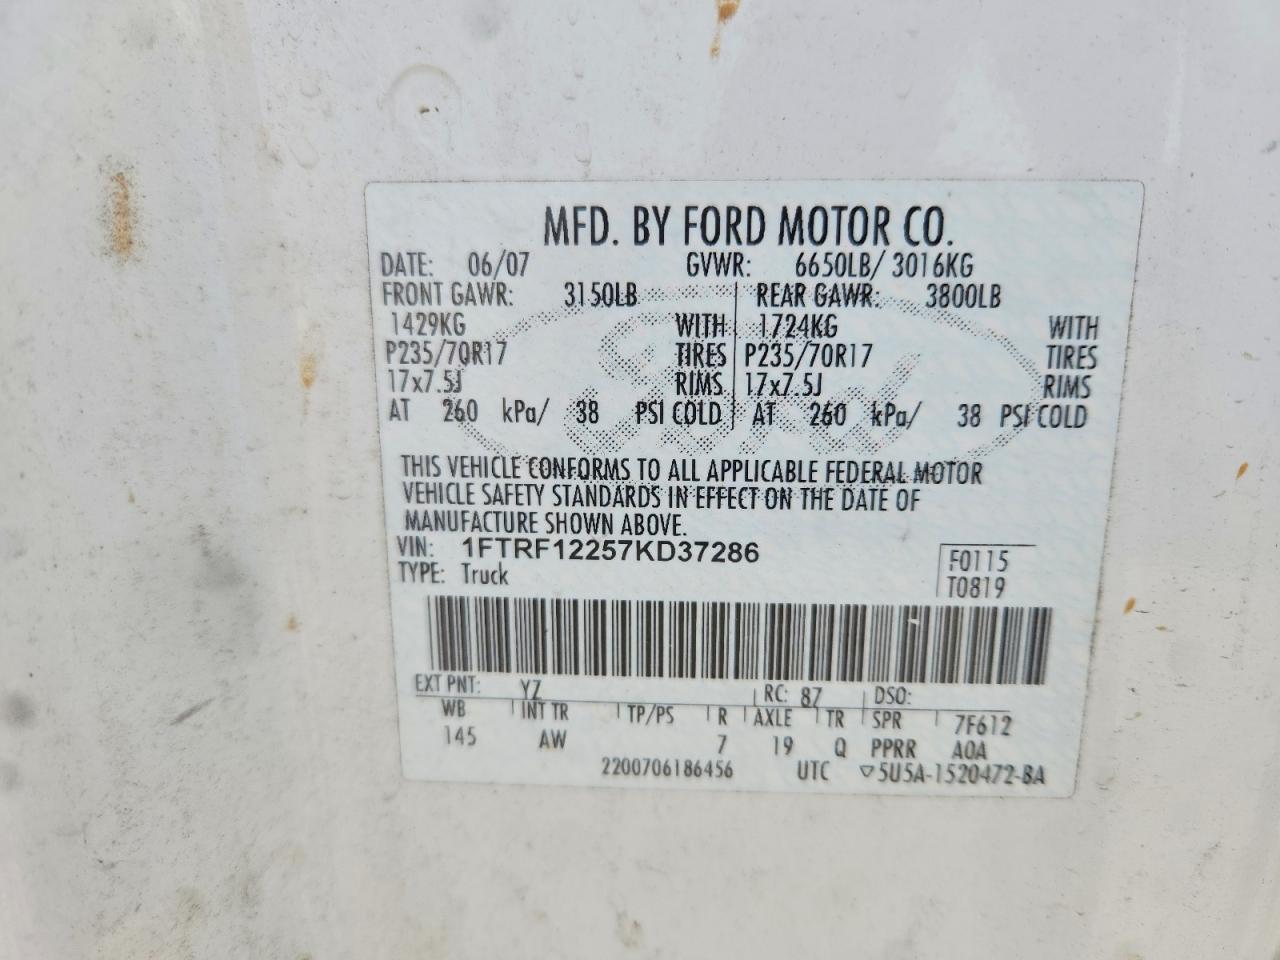 MFD. BY FORD MOTOR CO.
DATE: 06/07 GVWR: 6650LB/ 3016KG
FRONT GAWR: 3150LB REAR GAWR: 3800LB
1429KG WITH 1724KG WITH
P235/70R17 TIRES P235/70R17 TIRES
17x7.5J RIMS 17x7.5J RIMS
AT 260 kPa/ 38 PSI COLD AT 260 kPa/ 38 PSI COLD
THIS VEHICLE CONFORMS TO ALL APPLICABLE FEDERAL MOTOR
VEHICLE SAFETY STANDARDS IN EFFECT ON THE DATE OF
MANUFACTURE SHOWN ABOVE.
VIN: 1FTRF12257KD37286 F0115
TYPE: Truck T0819
EXT PNT: YZ RC: 87 DSO:
WB INT TR TP/PS R AXLE TR SPR 7F612
145 AW 7 19 Q PPRR AOA
2200706186456 UTC ▽5U5A-1520472-BA